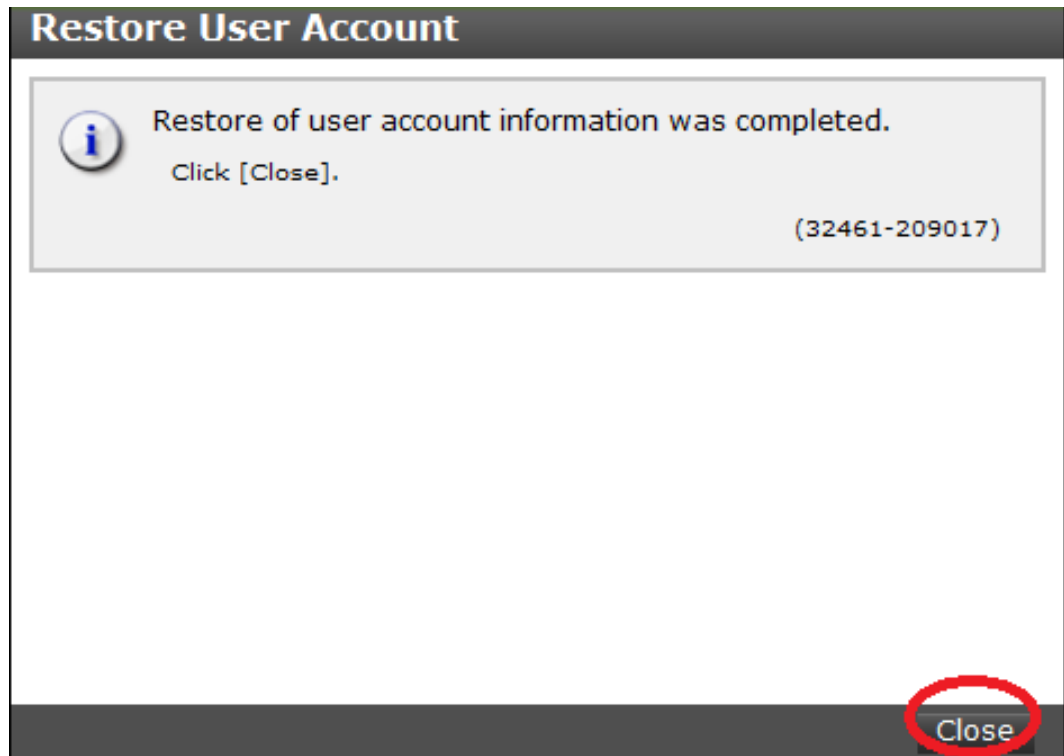 Restore User Account
Restore of user account information was completed.
Click [Close].
(32461-209017)
Close